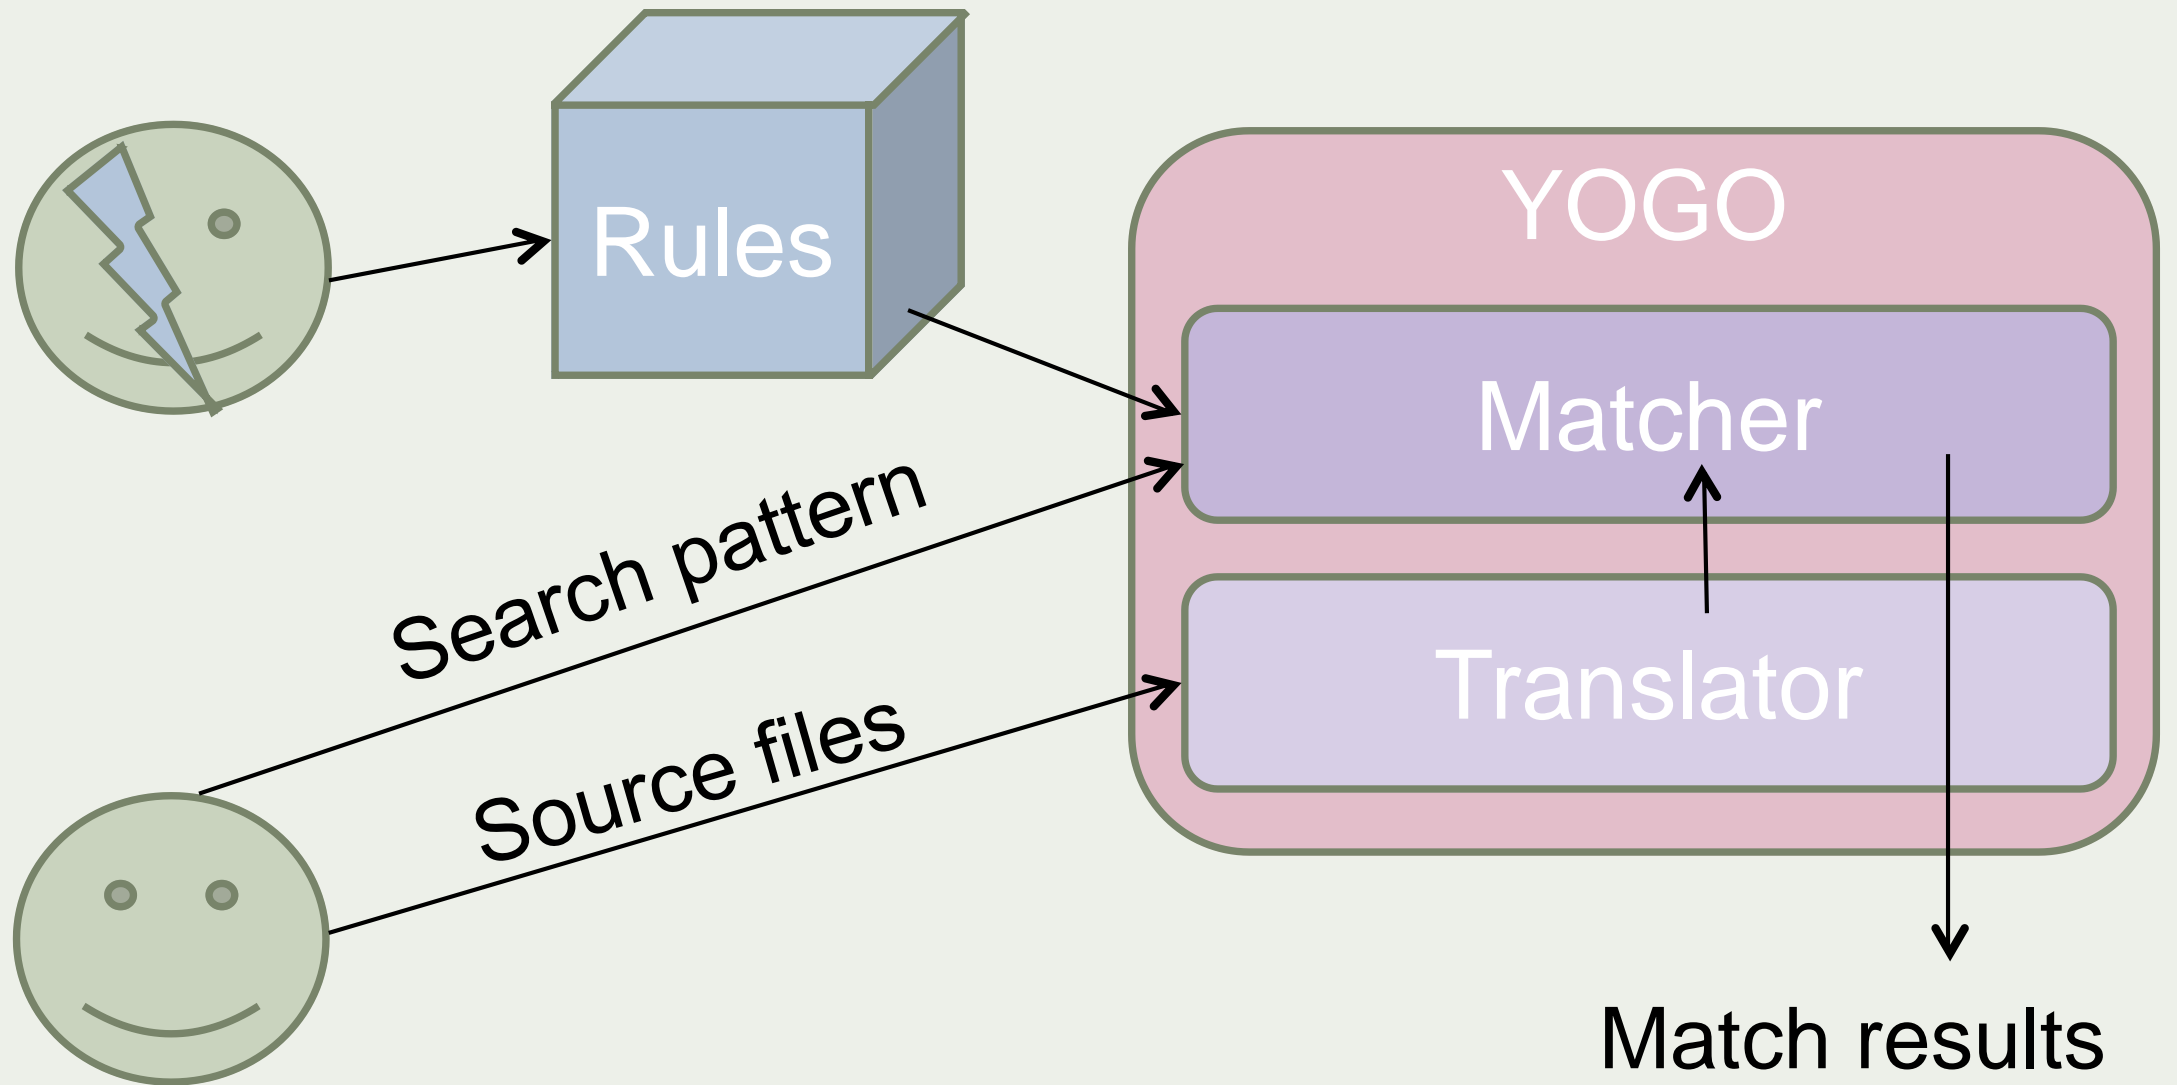 Rules
YOGO
Matcher
Search pattern
Translator
Source files
Match results